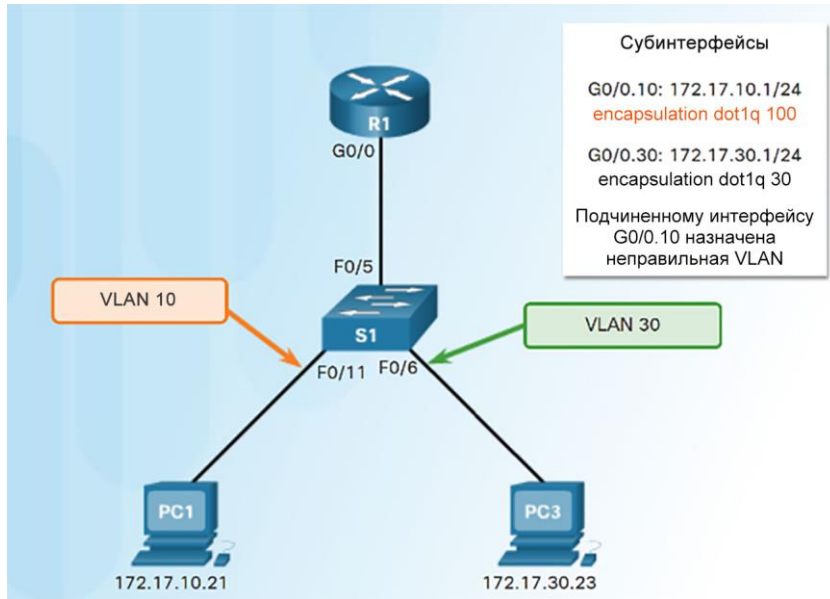 Субинтерфейсы
G0/0.10: 172.17.10.1/24
encapsulation dot1q 100
G0/0.30: 172.17.30.1/24
encapsulation dot1q 30
Подчиненному интерфейсу
G0/0.10 назначена
неправильная VLAN
R1
G0/0
F0/5
VLAN 10
VLAN 30
S1
F0/11 F0/6
PC1
PC3
172.17.10.21
172.17.30.23